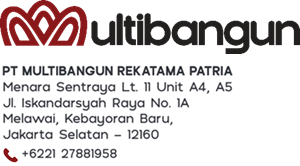 Multibangun
PT MULTIBANGUN REKATAMA PATRIA
Menara Sentraya Lt. 11 Unit A4, A5
Jl. Iskandarsyah Raya No. 1A
Melawai, Kebayoran Baru,
Jakarta Selatan – 12160
+6221 27881958